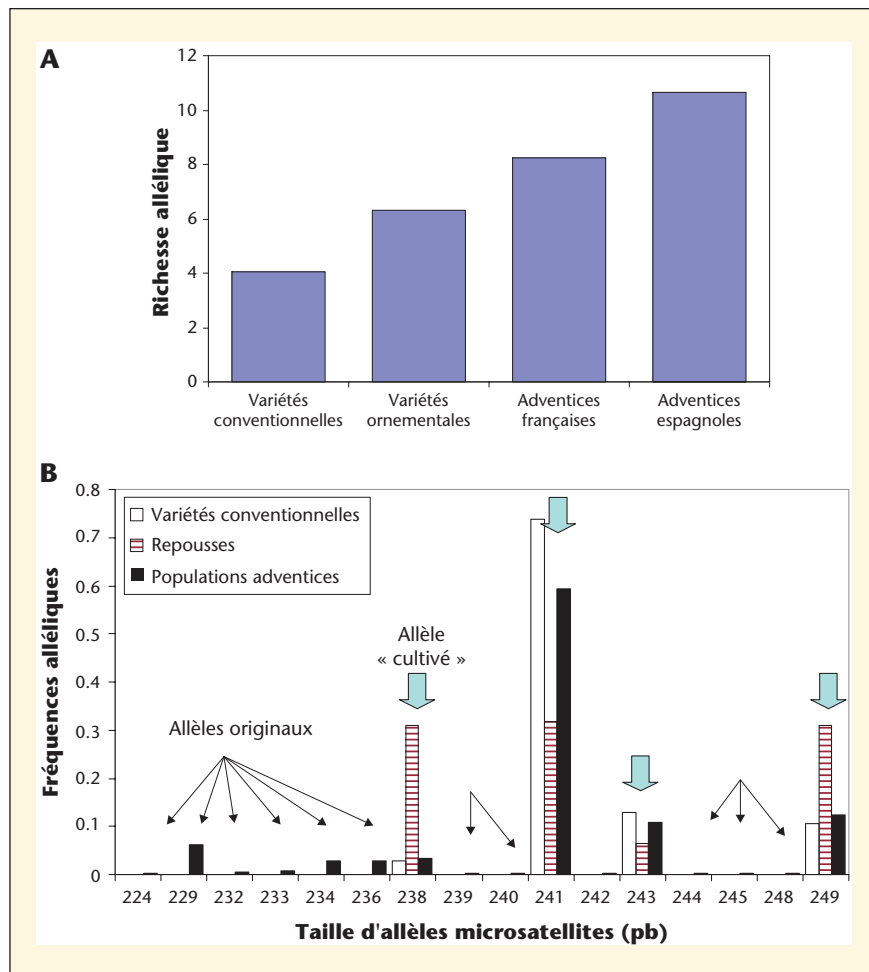 A
12
10
8
6
4
2
0
Richesse allélique
Variétés conventionnelles
Variétés ornementales
Adventices françaises
Adventices espagnoles
B
0.8
0.7
0.6
0.5
0.4
0.3
0.2
0.1
0
Fréquences alléliques
Variétés conventionnelles
Repousses
Populations adventices
Allèle
« cultivé »
Allèles originaux
224 229 232 233 234 236 238 239 240 241 242 243 244 245 248 249
Taille d'allèles microsatellites (pb)